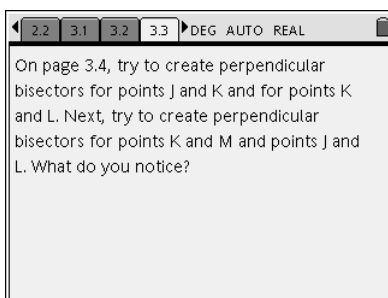 2.2 3.1 3.2 3.3 DEG AUTO REAL
On page 3.4, try to create perpendicular
bisectors for points J and K and for points K
and L. Next, try to create perpendicular
bisectors for points K and M and points J and
L. What do you notice?